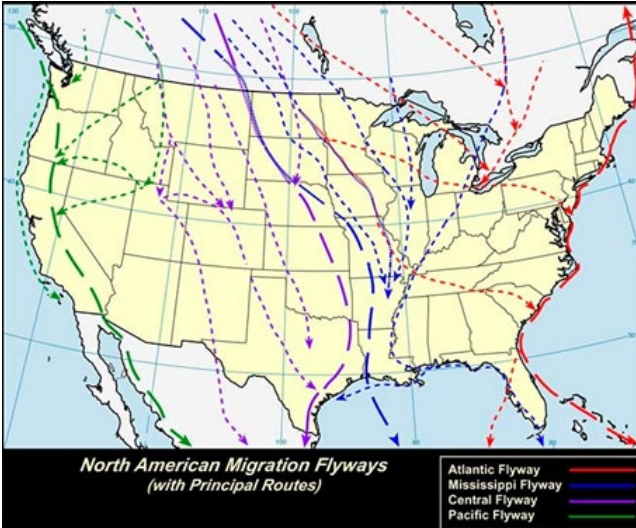 North American Migration Flyways
(with Principal Routes)
Atlantic Flyway
Mississippi Flyway
Central Flyway
Pacific Flyway